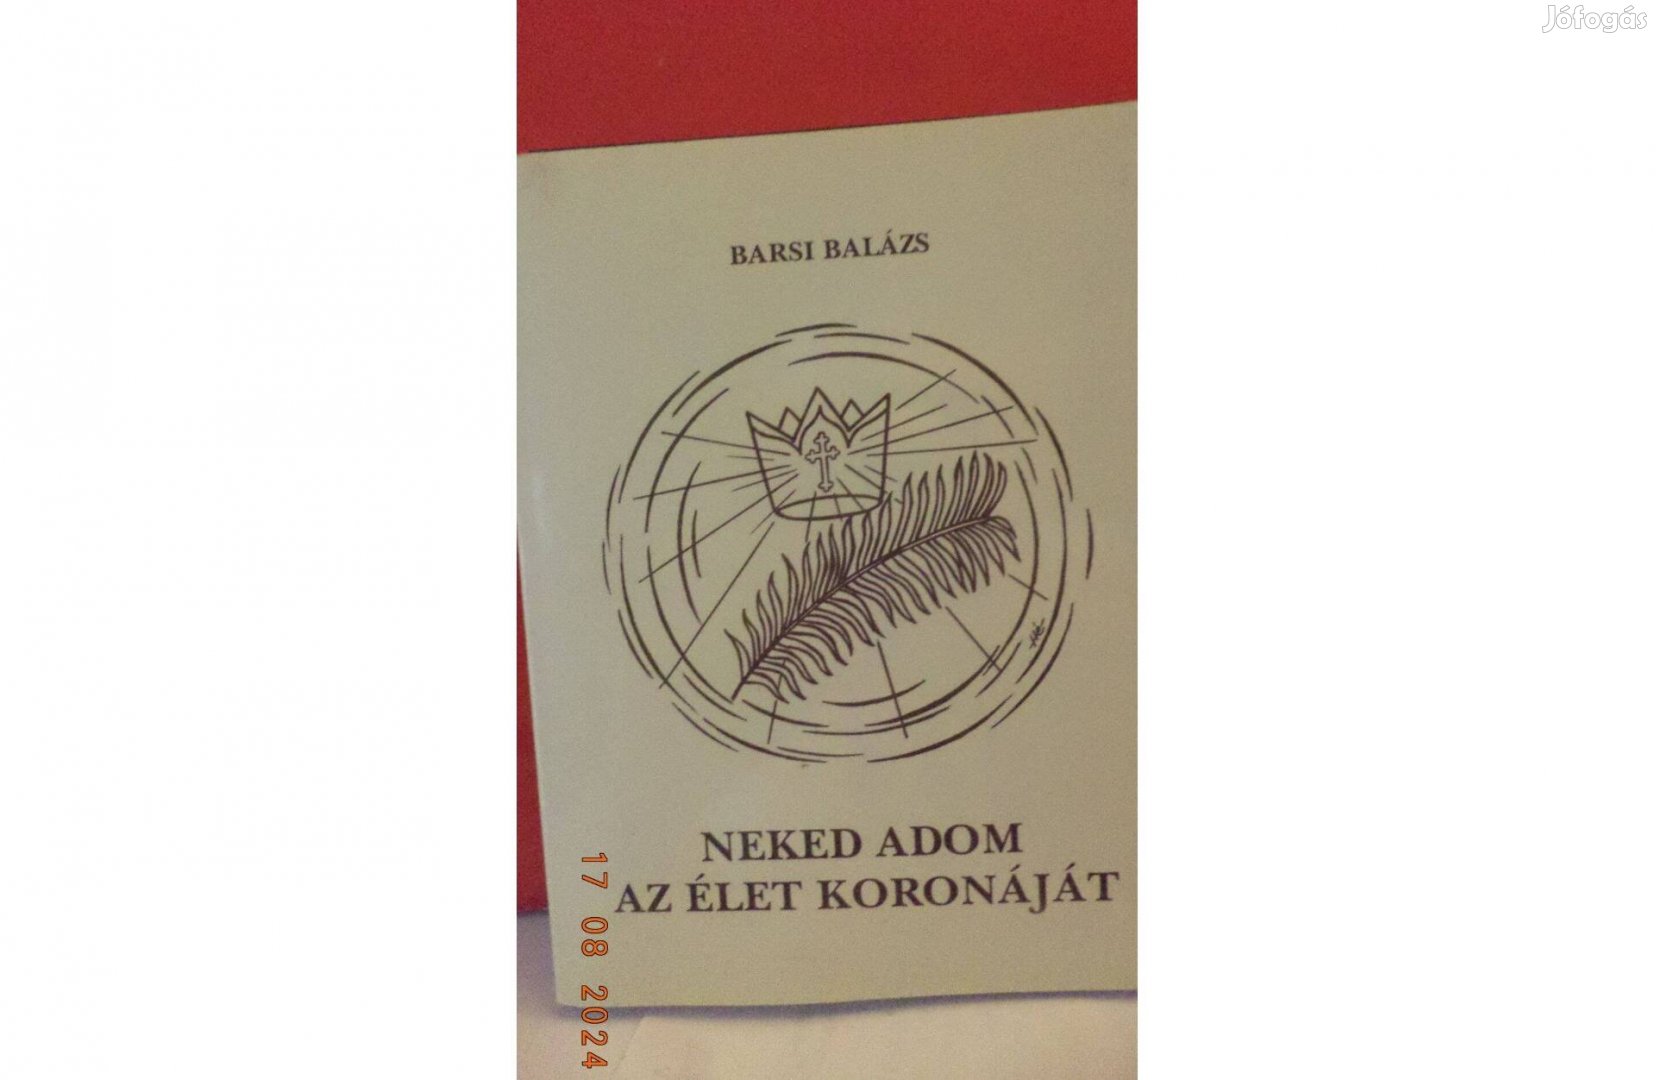 Jófogás
BARSI BALÁZS
NEKED ADOM
AZ ÉLET KORONÁJÁT
17 08 2024